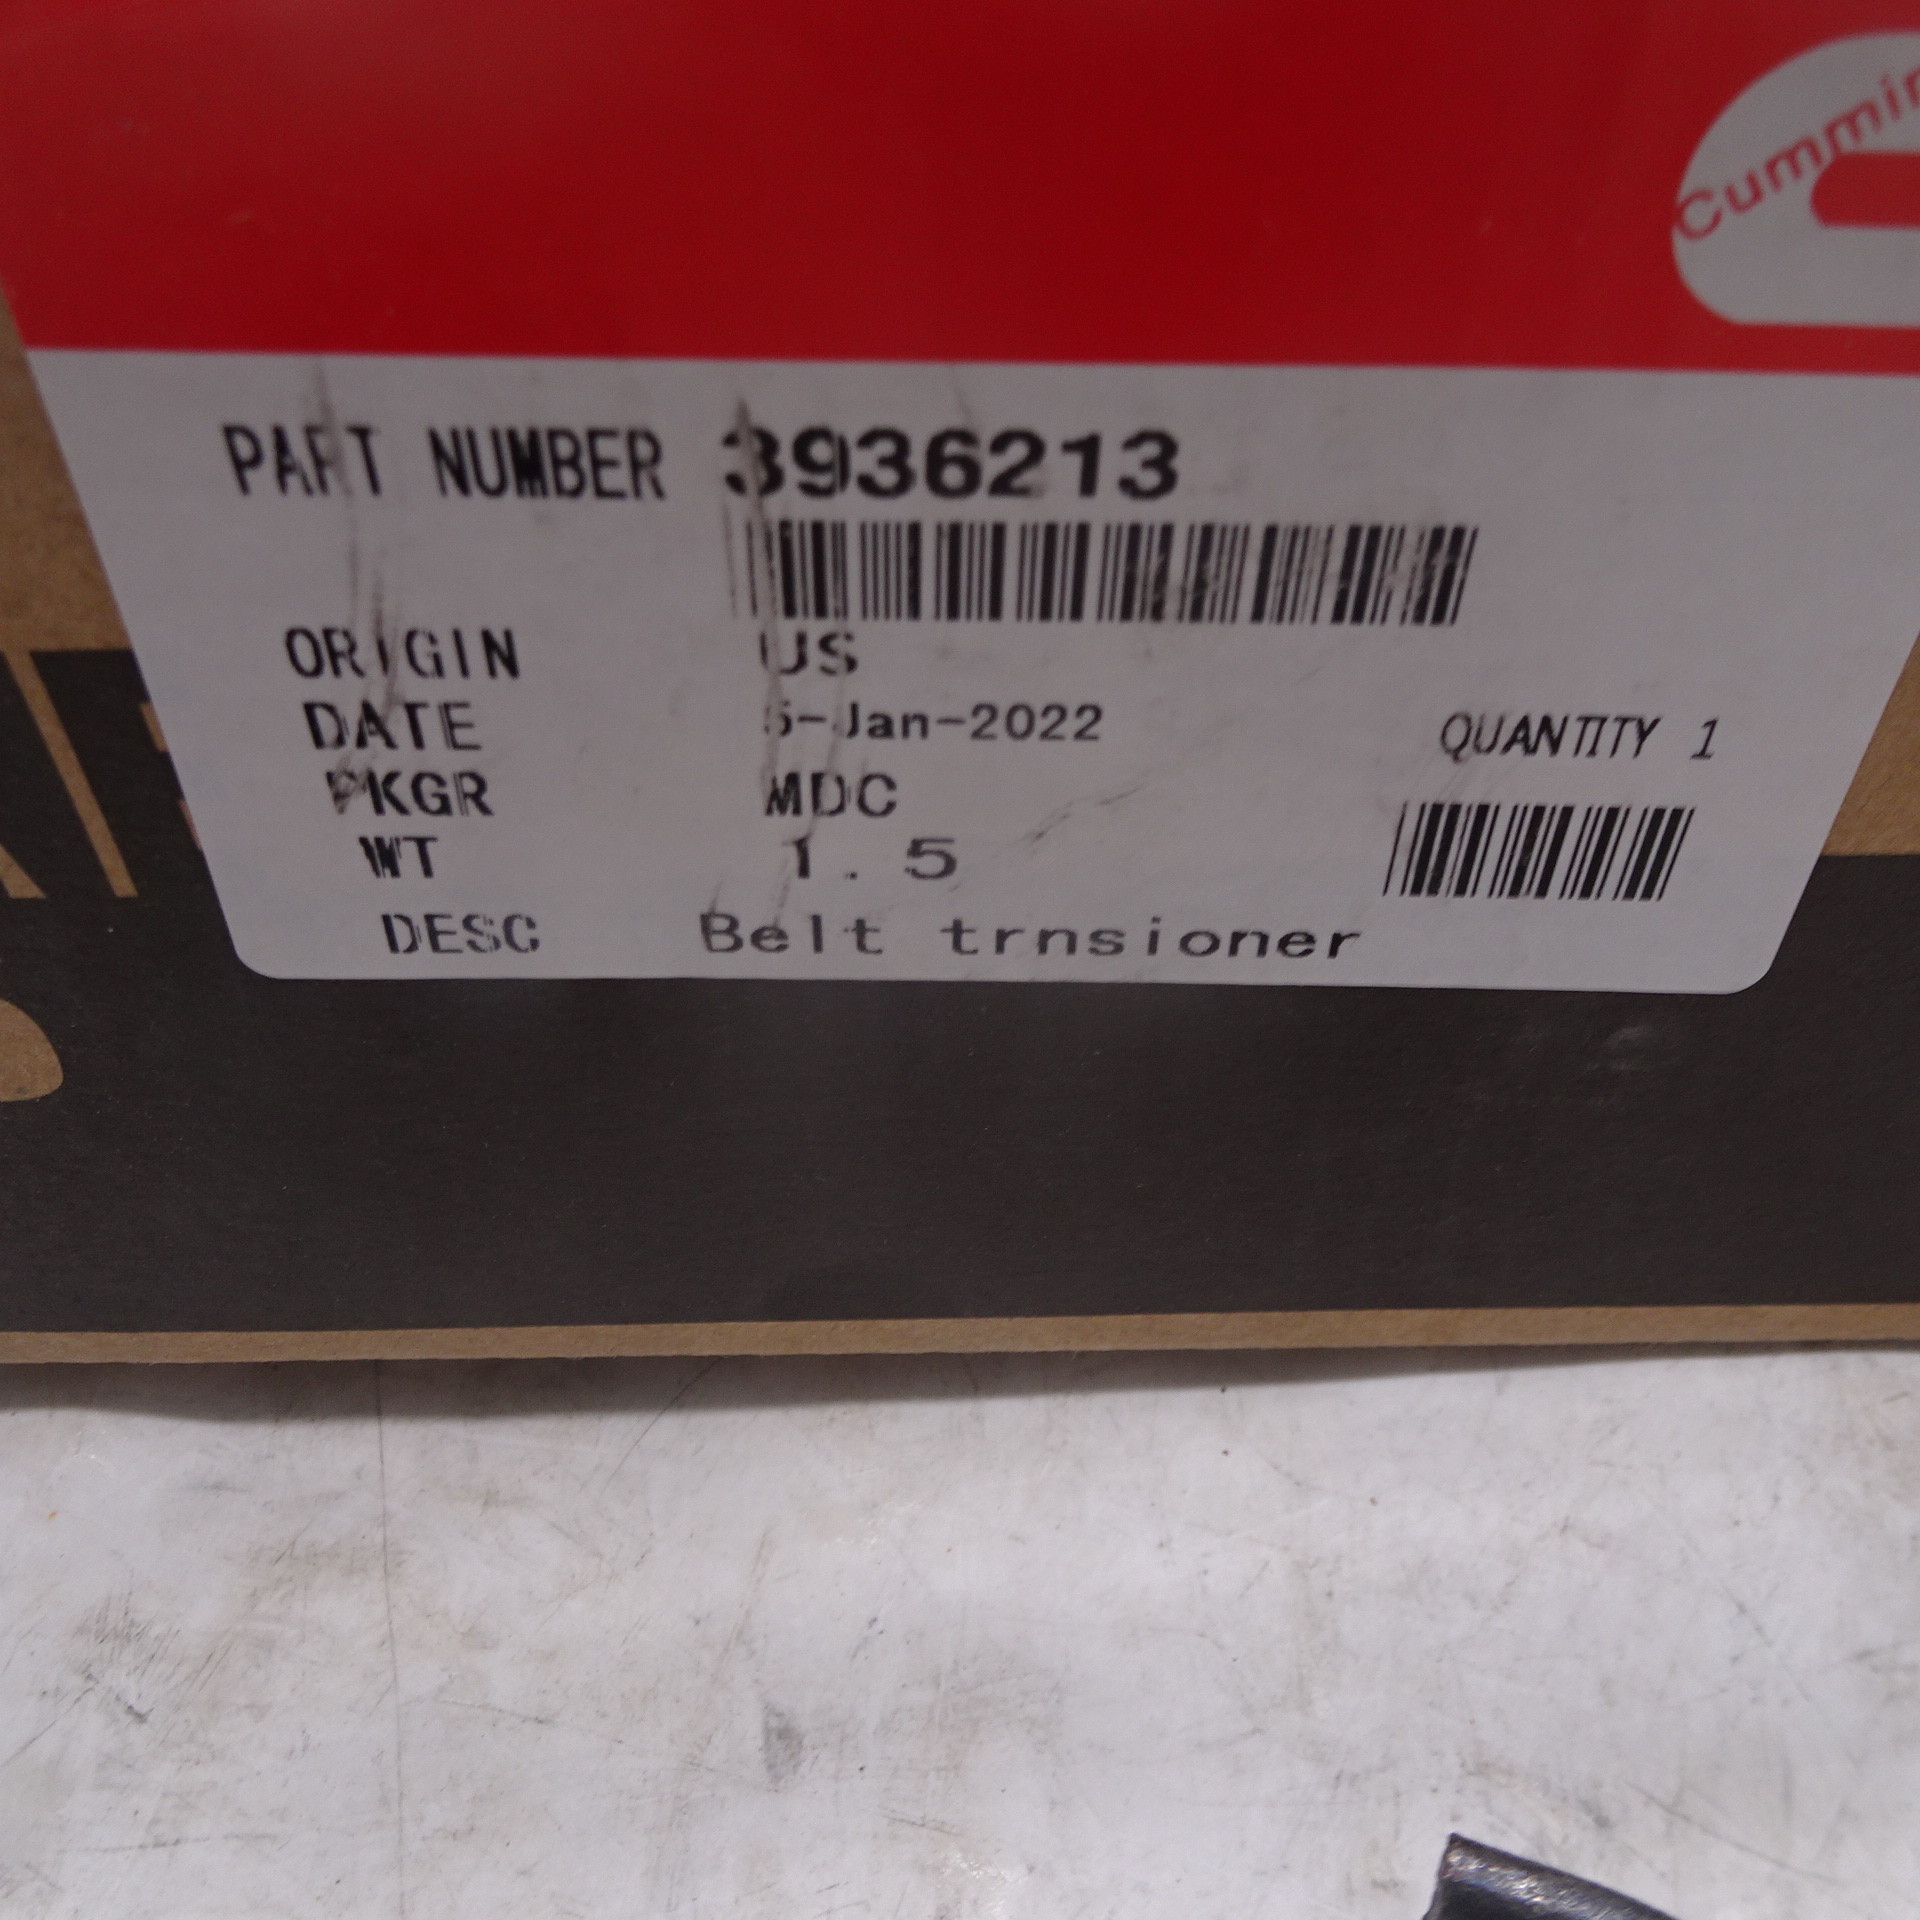 Cummin
PART NUMBER 3936213
ORIGIN US
DATE 5-Jan-2022
QUANTITY 1
PKGR MDC
WT 1.5
DESC Belt trnsioner